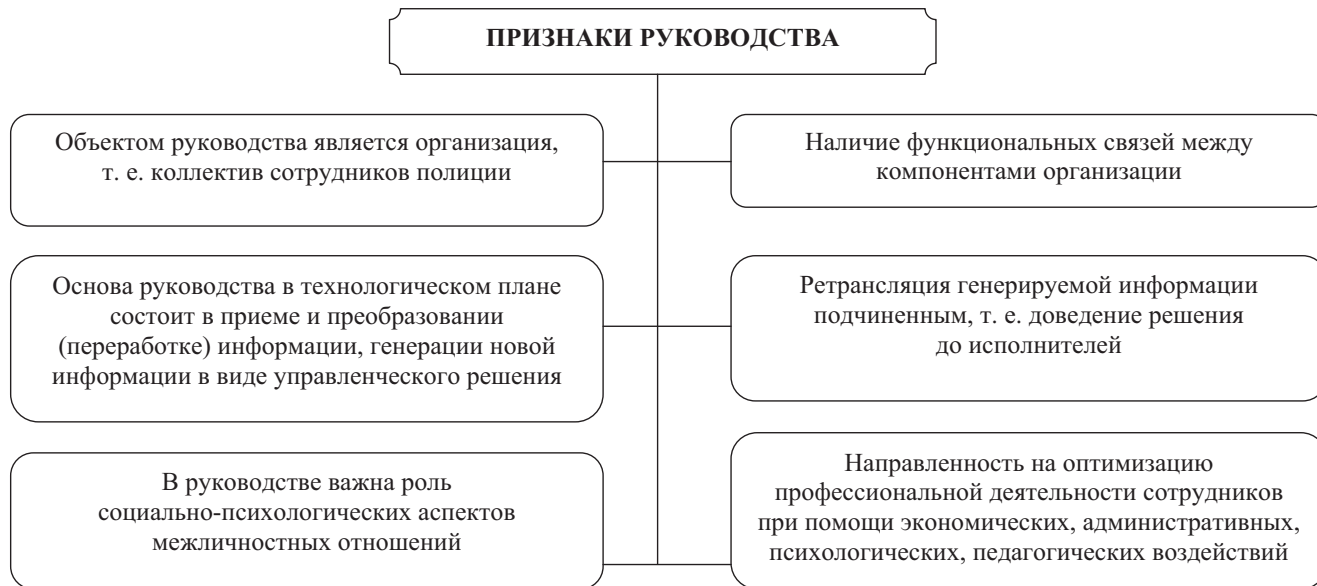 ПРИЗНАКИ РУКОВОДСТВА
Объектом руководства является организация,
т. е. коллектив сотрудников полиции
Наличие функциональных связей между
компонентами организации
Основа руководства в технологическом плане
состоит в приеме и преобразовании
(переработке) информации, генерации новой
информации в виде управленческого решения
Ретрансляция генерируемой информации
подчиненным, т. е. доведение решения
до исполнителей
В руководстве важна роль
социально-психологических аспектов
межличностных отношений
Направленность на оптимизацию
профессиональной деятельности сотрудников
при помощи экономических, административных,
психологических, педагогических воздействий